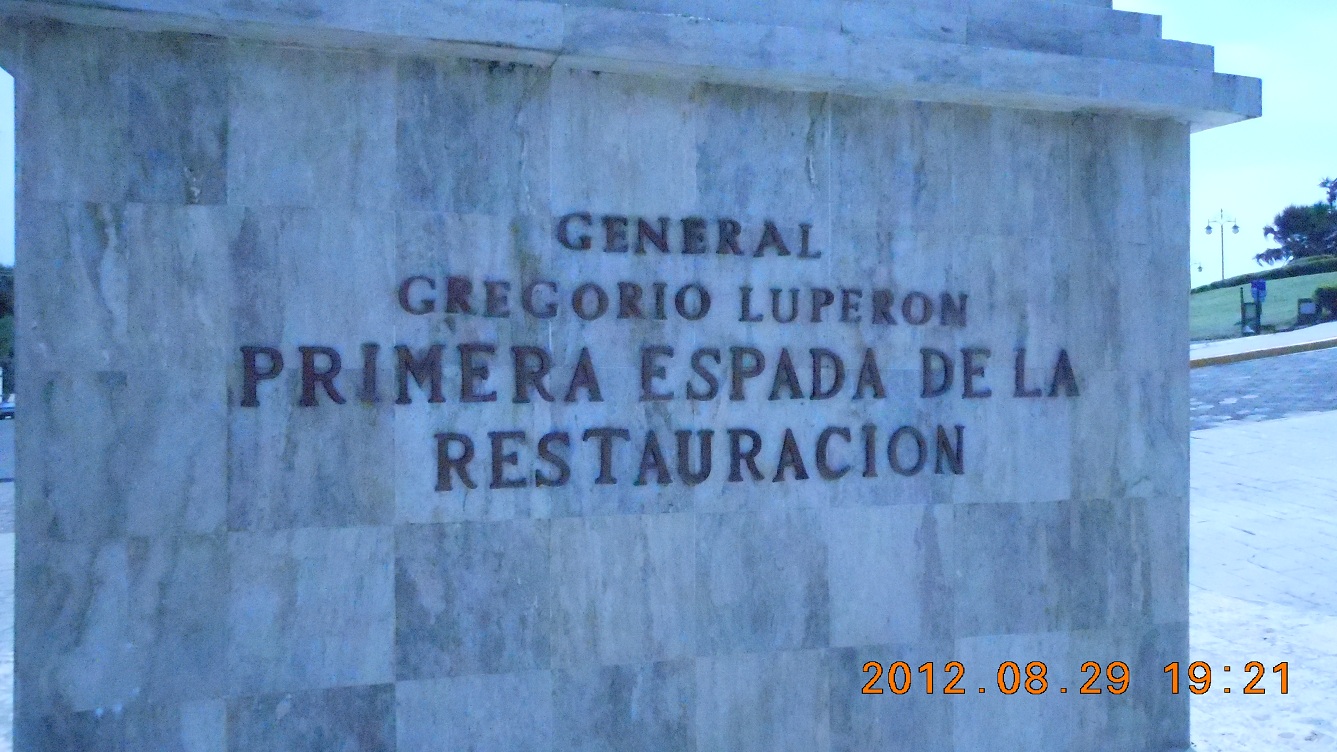 GENERAL
GREGORIO LUPERON
PRIMERA ESPADA DE LA
RESTAURACION
2012.08.29 19:21